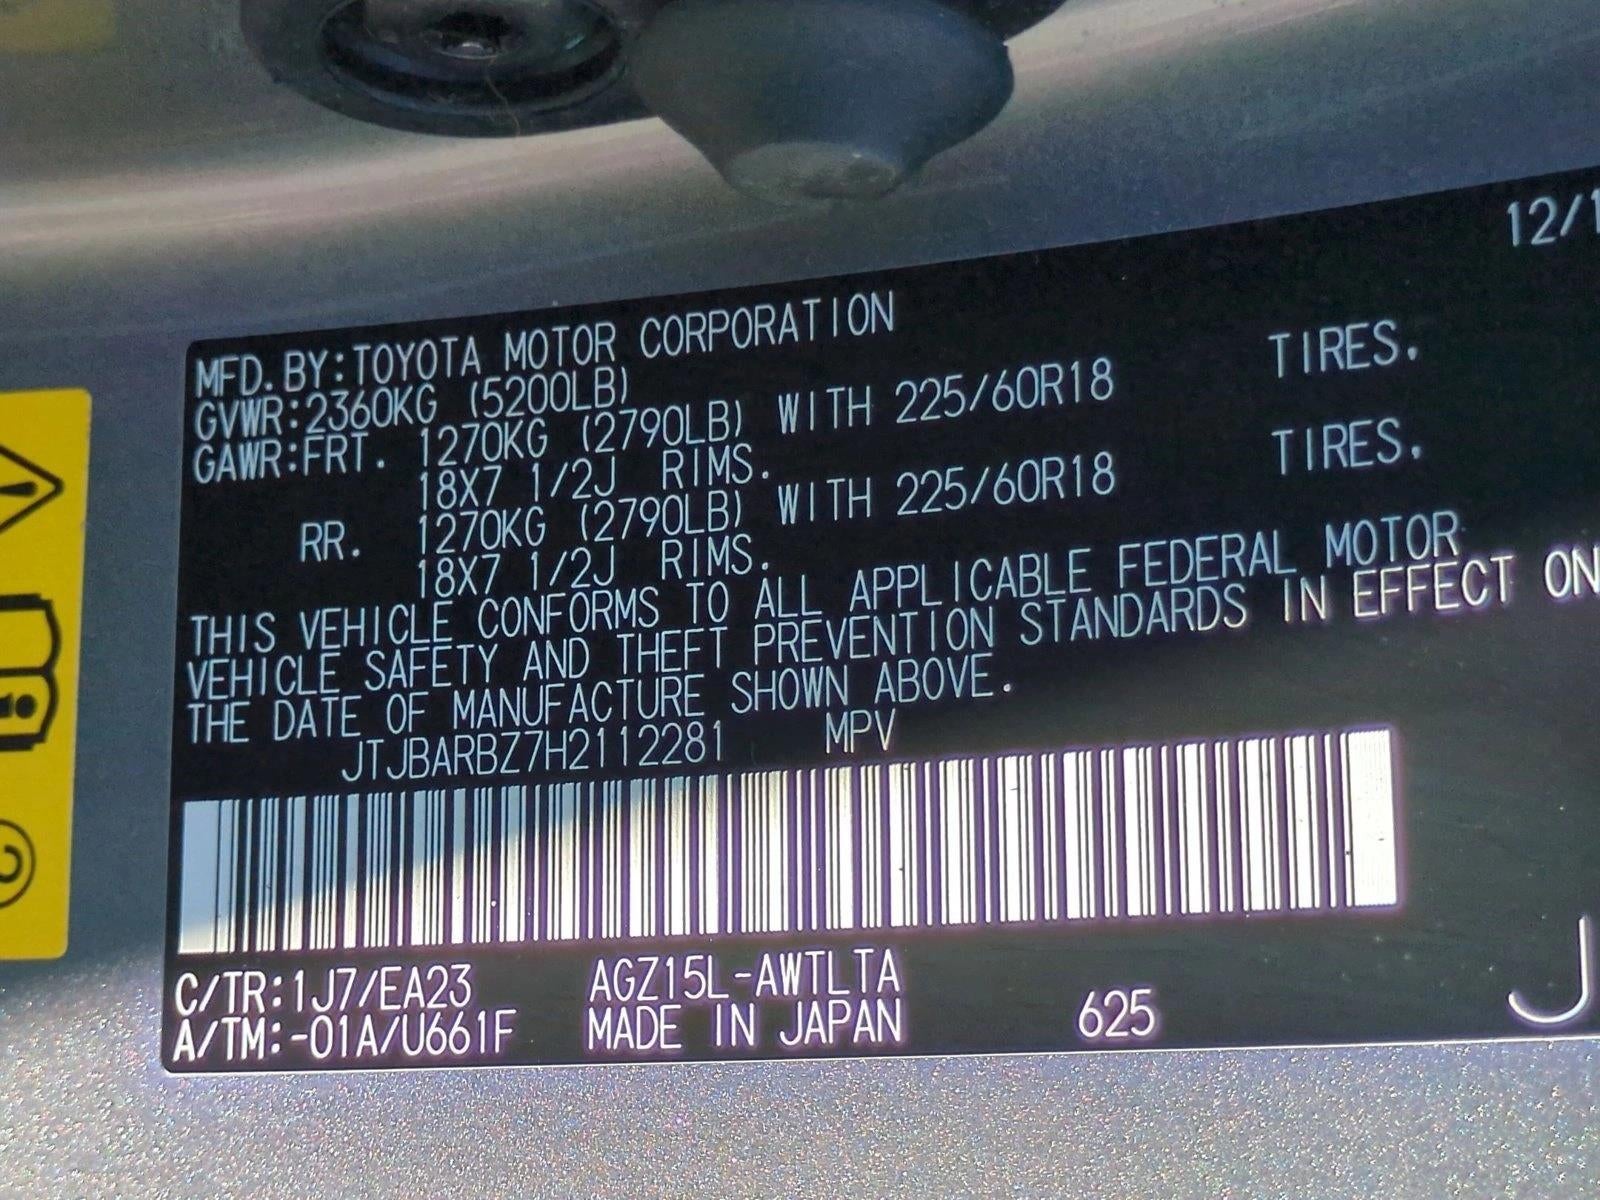 12/1
MFD. BY: TOYOTA MOTOR CORPORATION
GVWR: 2360KG (5200LB)
GAWR: FRT. 1270KG (2790LB) WITH 225/60R18 TIRES.
18X7 1/2J RIMS.
RR. 1270KG (2790LB) WITH 225/60R18 TIRES.
18X7 1/2J RIMS.
THIS VEHICLE CONFORMS TO ALL APPLICABLE FEDERAL MOTOR
VEHICLE SAFETY AND THEFT PREVENTION STANDARDS IN EFFECT ON
THE DATE OF MANUFACTURE SHOWN ABOVE.
JTJBARBZ7H2112281 MPV
C/TR: 1J7/EA23 AGZ15L-AWTLTA
A/TM: -01A/U661F MADE IN JAPAN 625
J